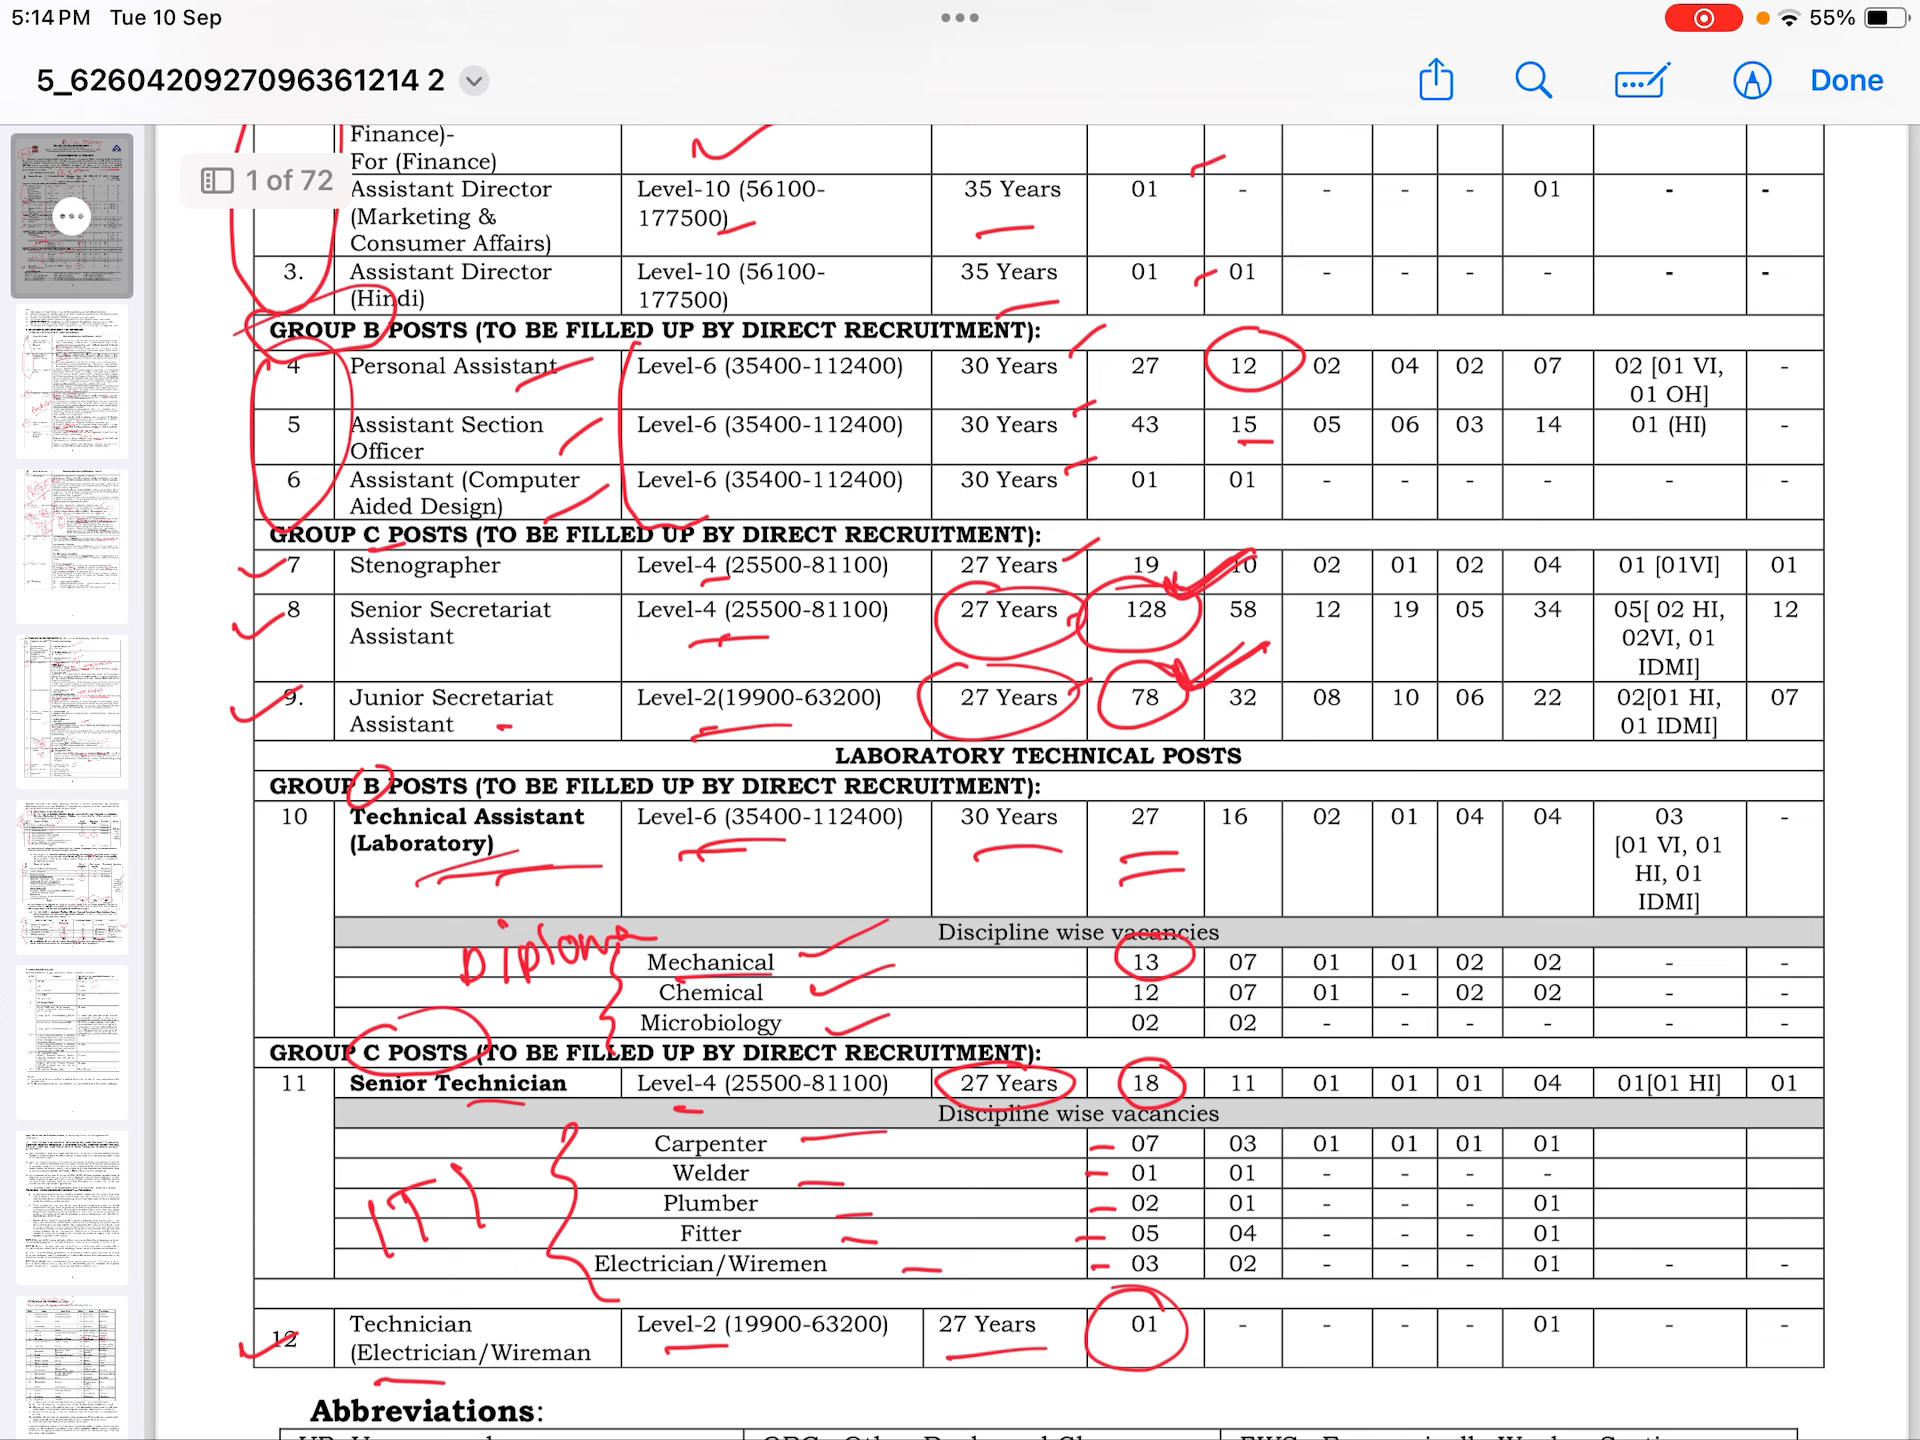 5:14 PM Tue 10 Sep
55%
5_6260420927096361214 2
Done
1 of 72
Finance)-
For (Finance)
Assistant Director (Marketing & Consumer Affairs) Level-10 (56100-177500) 35 Years 01 - - - - 01 - -
3. Assistant Director (Hindi) Level-10 (56100-177500) 35 Years 01 01 - - - - - -
GROUP B POSTS (TO BE FILLED UP BY DIRECT RECRUITMENT):
4 Personal Assistant Level-6 (35400-112400) 30 Years 27 12 02 04 02 07 02 [01 VI, 01 OH] -
5 Assistant Section Officer Level-6 (35400-112400) 30 Years 43 15 05 06 03 14 01 (HI) -
6 Assistant (Computer Aided Design) Level-6 (35400-112400) 30 Years 01 01 - - - - - -
GROUP C POSTS (TO BE FILLED UP BY DIRECT RECRUITMENT):
7 Stenographer Level-4 (25500-81100) 27 Years 19 10 02 01 02 04 01 [01VI] 01
8 Senior Secretariat Assistant Level-4 (25500-81100) 27 Years 128 58 12 19 05 34 05[ 02 HI, 02VI, 01 IDMI] 12
9. Junior Secretariat Assistant Level-2(19900-63200) 27 Years 78 32 08 10 06 22 02[01 HI, 01 IDMI] 07
LABORATORY TECHNICAL POSTS
GROUP B POSTS (TO BE FILLED UP BY DIRECT RECRUITMENT):
10 Technical Assistant (Laboratory) Level-6 (35400-112400) 30 Years 27 16 02 01 04 04 03 [01 VI, 01 HI, 01 IDMI] -
Discipline wise vacancies
Diploma
Mechanical 13 07 01 01 02 02 - -
Chemical 12 07 01 - 02 02 - -
Microbiology 02 02 - - - - - -
GROUP C POSTS (TO BE FILLED UP BY DIRECT RECRUITMENT):
11 Senior Technician Level-4 (25500-81100) 27 Years 18 11 01 01 01 04 01[01 HI] 01
Discipline wise vacancies
Carpenter 07 03 01 01 01 01
Welder 01 01 - - - -
ITI
Plumber 02 01 - - - 01
Fitter 05 04 - - - 01
Electrician/Wiremen 03 02 - - - 01 - -
12 Technician (Electrician/Wireman Level-2 (19900-63200) 27 Years 01 - - - - 01 - -
Abbreviations: